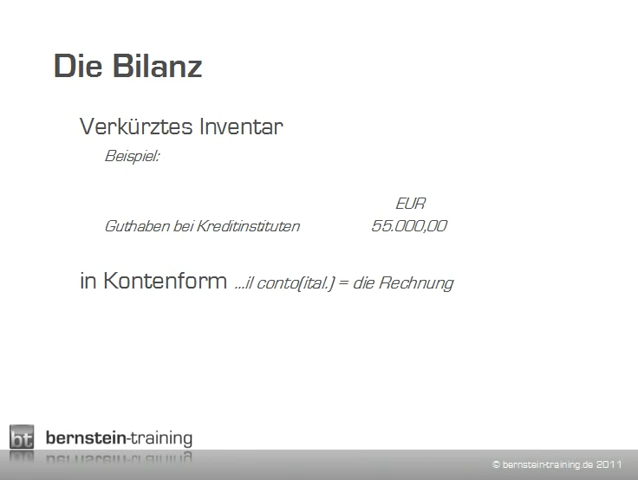 Die Bilanz
Verkürztes Inventar
Beispiel:
EUR
Guthaben bei Kreditinstituten 55.000,00
in Kontenform ...il conto(ital.) = die Rechnung
bt bernstein-training
© bernstein-training.de 2011